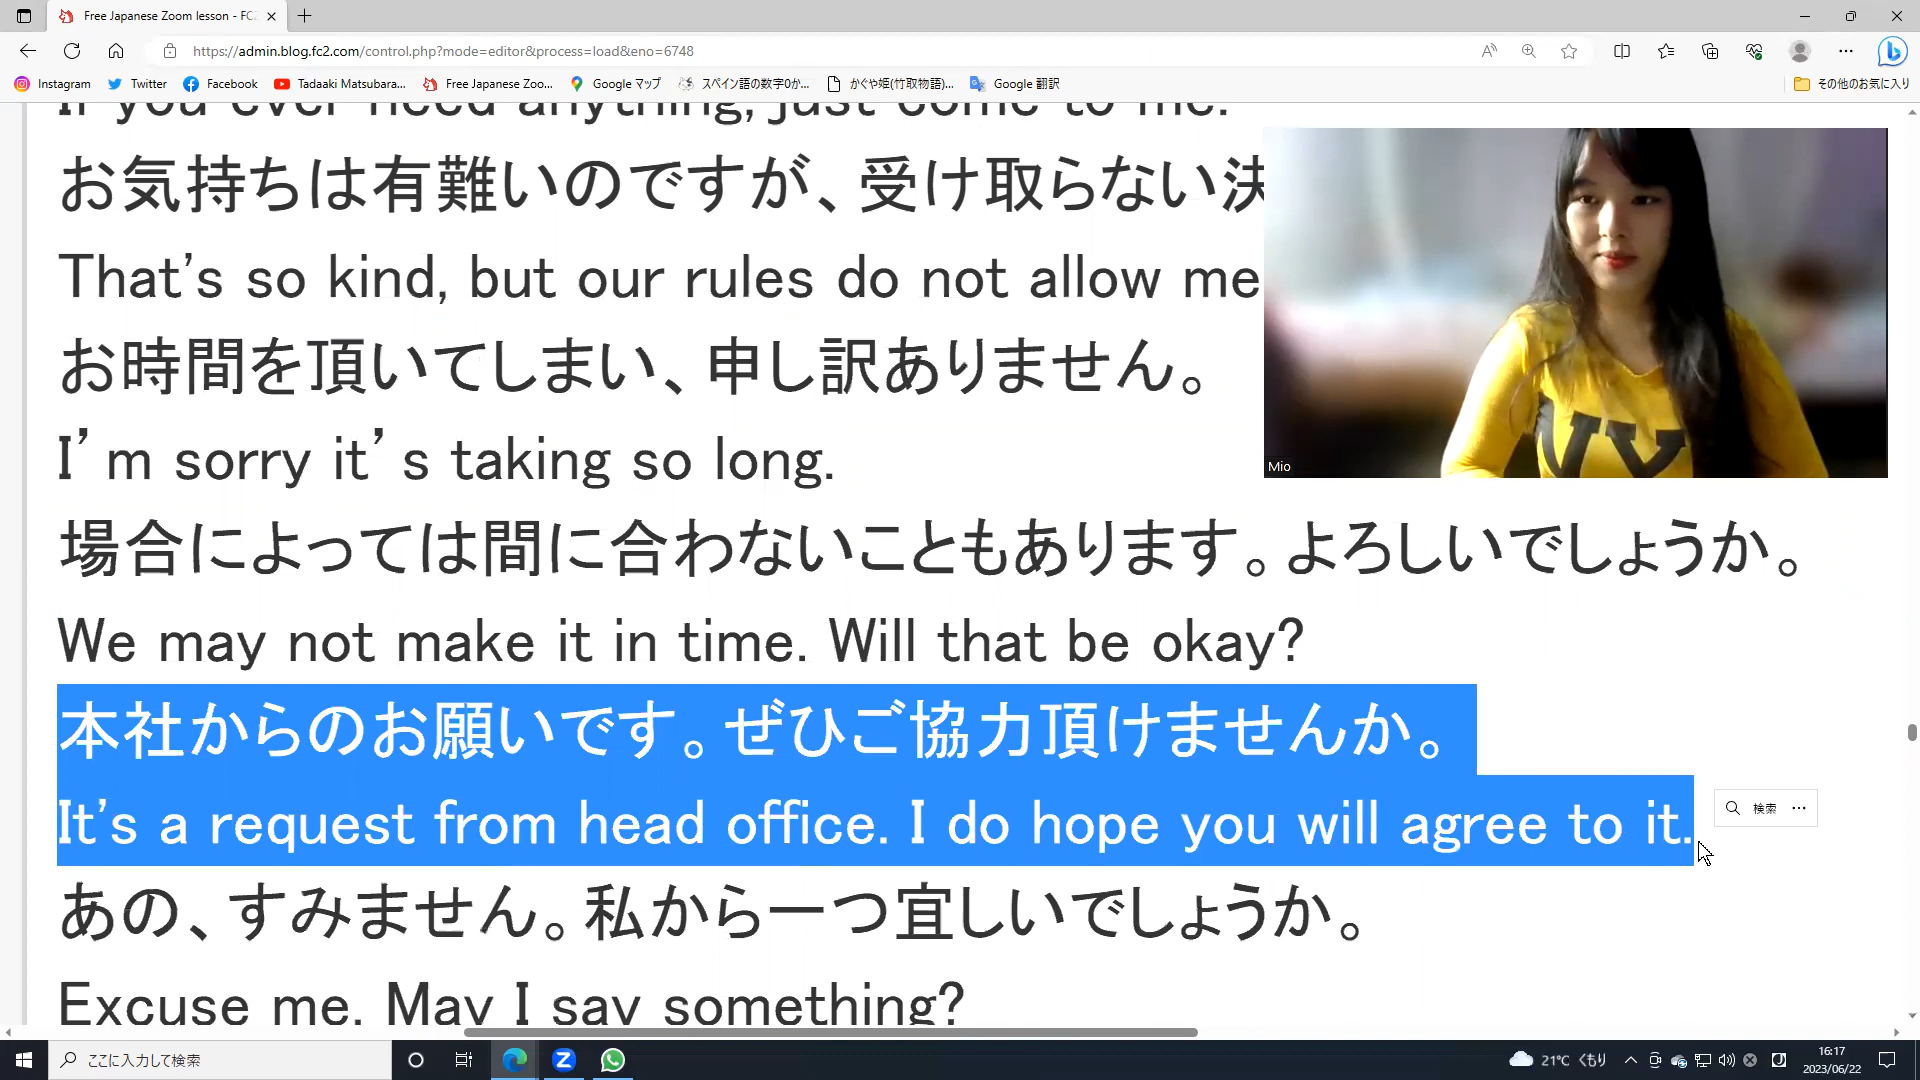 Free Japanese Zoom lesson - FC2
https://admin.blog.fc2.com/control.php?mode=editor&process=load&eno=6748
Instagram
Twitter
Facebook
Tadaaki Matsubara...
Free Japanese Zoo...
Google マップ
スペイン語の数字0か...
かぐや姫(竹取物語)...
Google 翻訳
その他のお気に入り
If you ever need anything, just come to me.
お気持ちは有難いのですが、受け取らない決
That's so kind, but our rules do not allow me
お時間を頂いてしまい、申し訳ありません。
I’m sorry it’s taking so long.
場合によっては間に合わないこともあります。よろしいでしょうか。
We may not make it in time. Will that be okay?
本社からのお願いです。ぜひご協力頂けませんか。
It's a request from head office. I do hope you will agree to it.
あの、すみません。私から一つ宜しいでしょうか。
Excuse me. May I say something?
Mio
検索
ここに入力して検索
21℃ くもり
16:17
2023/06/22